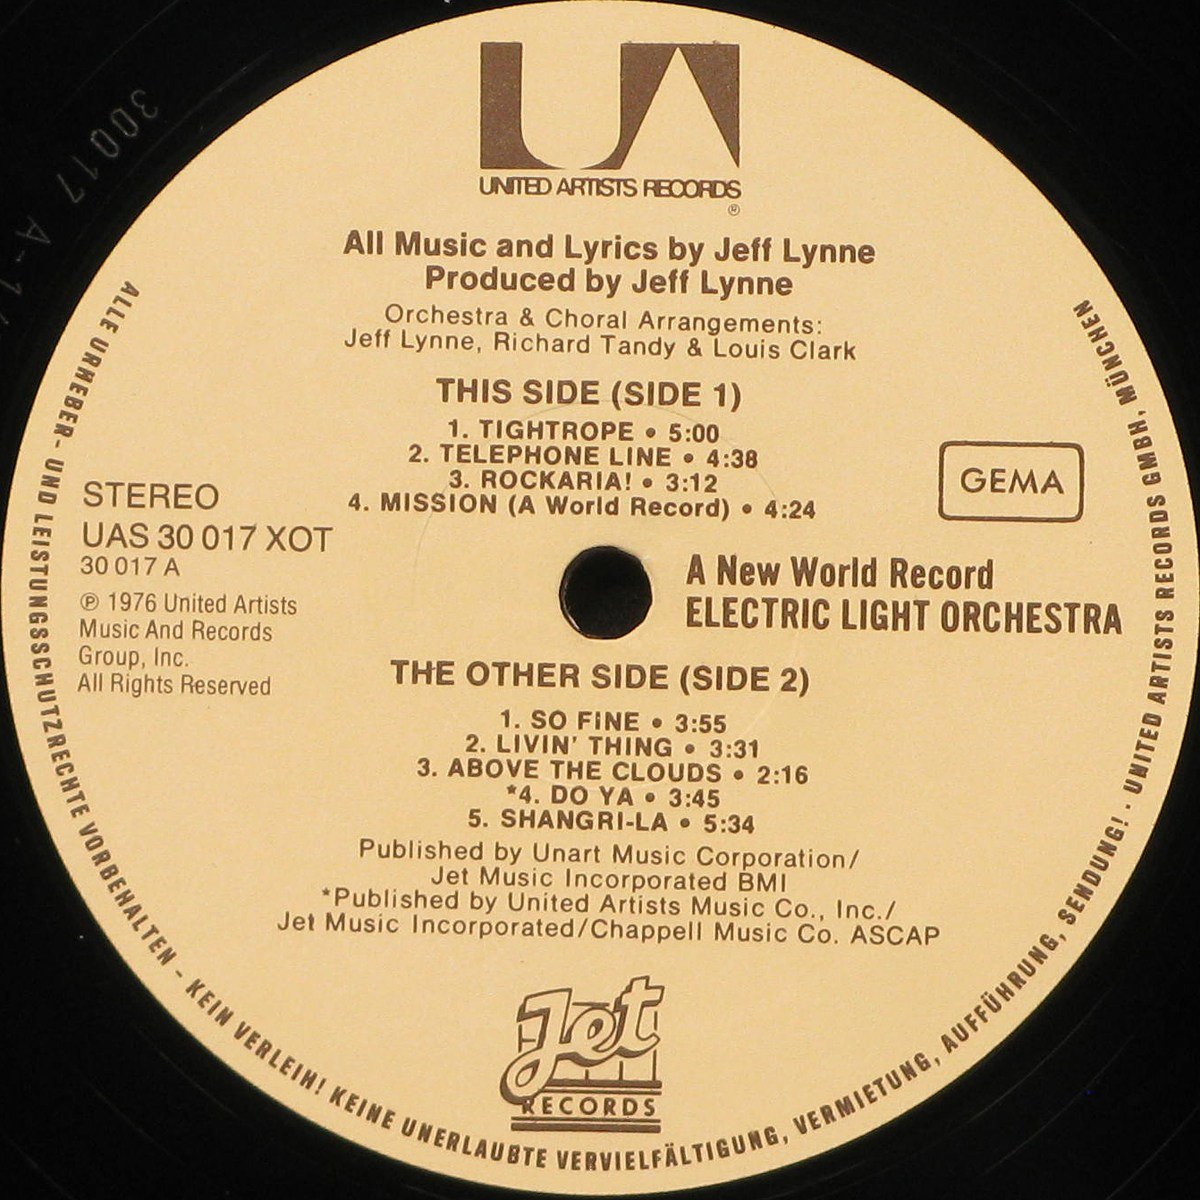 UA
UNITED ARTISTS RECORDS
®
All Music and Lyrics by Jeff Lynne
Produced by Jeff Lynne
Orchestra & Choral Arrangements:
Jeff Lynne, Richard Tandy & Louis Clark
THIS SIDE (SIDE 1)
1. TIGHTROPE • 5:00
2. TELEPHONE LINE • 4:38
3. ROCKARIA! • 3:12
4. MISSION (A World Record) • 4:24
STEREO
UAS 30 017 XOT
30 017 A
℗ 1976 United Artists
Music And Records
Group, Inc.
All Rights Reserved
GEMA
A New World Record
ELECTRIC LIGHT ORCHESTRA
THE OTHER SIDE (SIDE 2)
1. SO FINE • 3:55
2. LIVIN' THING • 3:31
3. ABOVE THE CLOUDS • 2:16
*4. DO YA • 3:45
5. SHANGRI-LA • 5:34
Published by Unart Music Corporation/
Jet Music Incorporated BMI
*Published by United Artists Music Co., Inc./
Jet Music Incorporated/Chappell Music Co. ASCAP
Jet
RECORDS
ALLE URHEBER- UND LEISTUNGSSCHUTZRECHTE VORBEHALTEN - KEIN VERLEIH! KEINE UNERLAUBTE VERVIELFÄLTIGUNG, VERMIETUNG, AUFFÜHRUNG, SENDUNG! · UNITED ARTISTS RECORDS GMBH, MÜNCHEN
30017 A-1